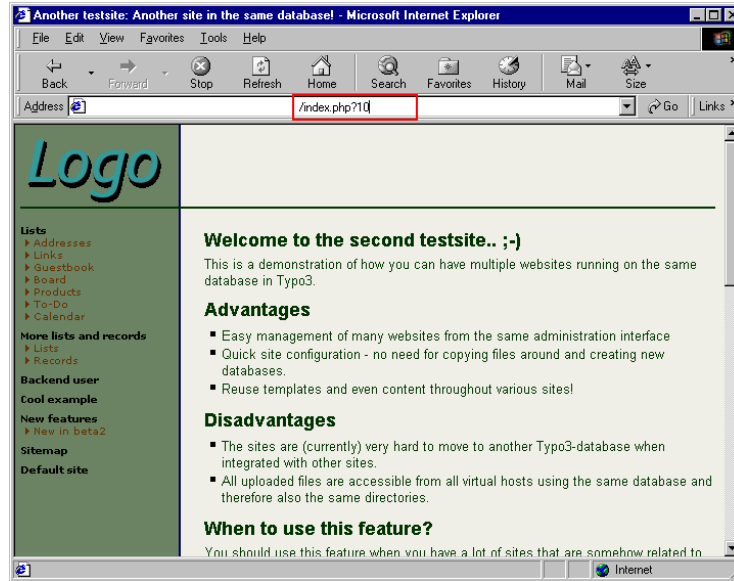 Another testsite: Another site in the same database! - Microsoft Internet Explorer
File Edit View Favorites Tools Help
Back Forward Stop Refresh Home Search Favorites History Mail Size
Address /index.php?10 Go Links
Logo
Lists
Addresses
Links
Guestbook
Board
Products
To-Do
Calendar
More lists and records
Lists
Records
Backend user
Cool example
New features
New in beta2
Sitemap
Default site
Welcome to the second testsite.. ;-)
This is a demonstration of how you can have multiple websites running on the same
database in Typo3.
Advantages
Easy management of many websites from the same administration interface
Quick site configuration - no need for copying files around and creating new
databases.
Reuse templates and even content throughout various sites!
Disadvantages
The sites are (currently) very hard to move to another Typo3-database when
integrated with other sites.
All uploaded files are accessible from all virtual hosts using the same database and
therefore also the same directories.
When to use this feature?
You should use this feature when you have a lot of sites that are somehow related to
Internet